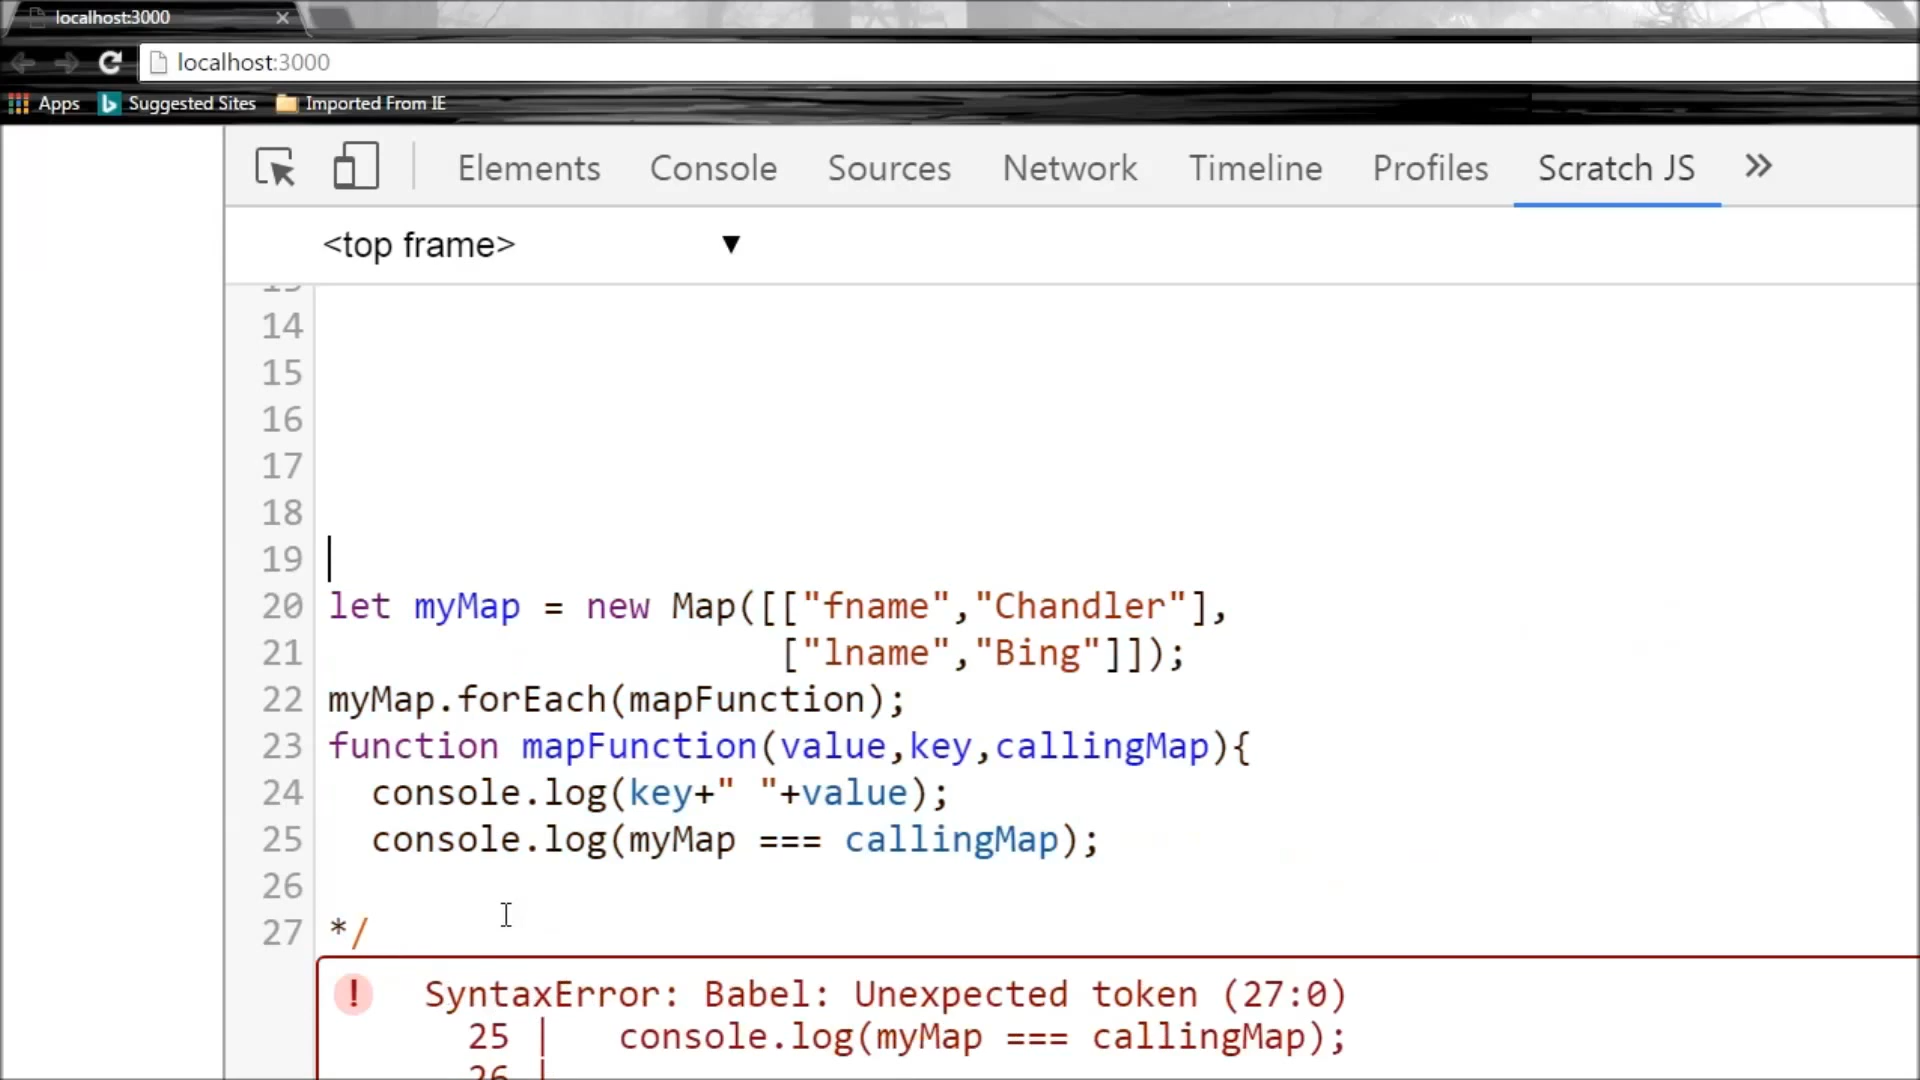 localhost:3000
localhost:3000
Apps Suggested Sites Imported From IE
Elements Console Sources Network Timeline Profiles Scratch JS
<top frame> ▼
14
15
16
17
18
19
20 let myMap = new Map([["fname","Chandler"],
21 ["lname","Bing"]]);
22 myMap.forEach(mapFunction);
23 function mapFunction(value,key,callingMap){
24 console.log(key+" "+value);
25 console.log(myMap === callingMap);
26
27 */
! SyntaxError: Babel: Unexpected token (27:0)
25 | console.log(myMap === callingMap);
26 |